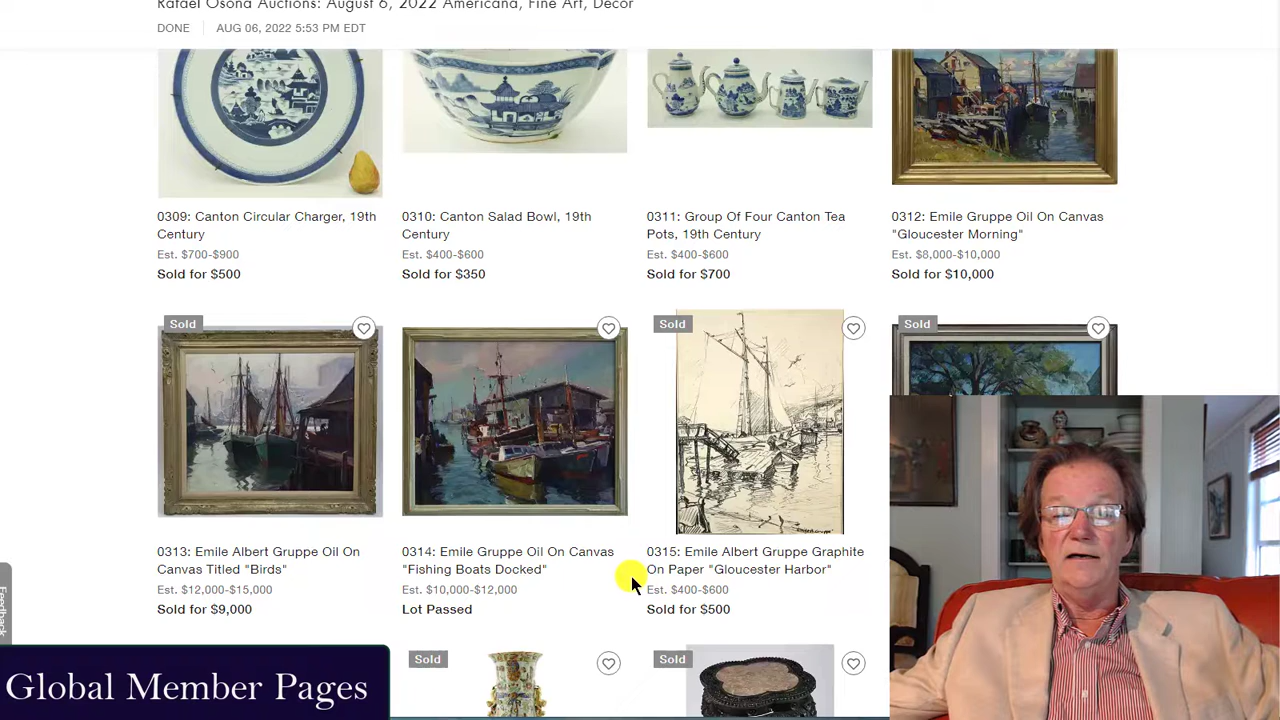 Rafael Osona Auctions: August 6, 2022 Americana, Fine Art, Decor
DONE AUG 06, 2022 5:53 PM EDT
0309: Canton Circular Charger, 19th
Century
Est. $700-$900
Sold for $500
0310: Canton Salad Bowl, 19th
Century
Est. $400-$600
Sold for $350
0311: Group Of Four Canton Tea
Pots, 19th Century
Est. $400-$600
Sold for $700
0312: Emile Gruppe Oil On Canvas
"Gloucester Morning"
Est. $8,000-$10,000
Sold for $10,000
Sold
0313: Emile Albert Gruppe Oil On
Canvas Titled "Birds"
Est. $12,000-$15,000
Sold for $9,000
0314: Emile Gruppe Oil On Canvas
"Fishing Boats Docked"
Est. $10,000-$12,000
Lot Passed
Sold
0315: Emile Albert Gruppe Graphite
On Paper "Gloucester Harbor"
Est. $400-$600
Sold for $500
Sold
Sold
Sold
Feedback
Global Member Pages